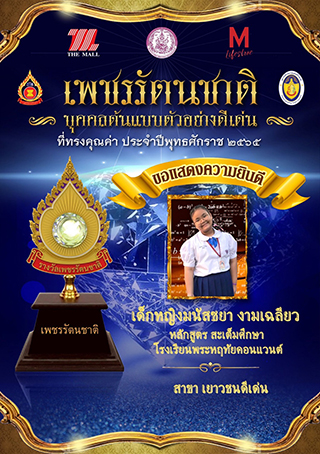 THE MALL
M
lifestore
เพชรรัตนชาติ
บุคคลต้นแบบตัวอย่างดีเด่น
ที่ทรงคุณค่า ประจำปีพุทธศักราช ๒๕๖๕
ขอแสดงความยินดี
รางวัลเพชรรัตนชาติ
เพชรรัตนชาติ
เด็กหญิงมนัสชยา งามเฉลียว
หลักสูตร สะเต็มศึกษา
โรงเรียนพระหฤทัยคอนแวนต์
สาขา เยาวชนดีเด่น